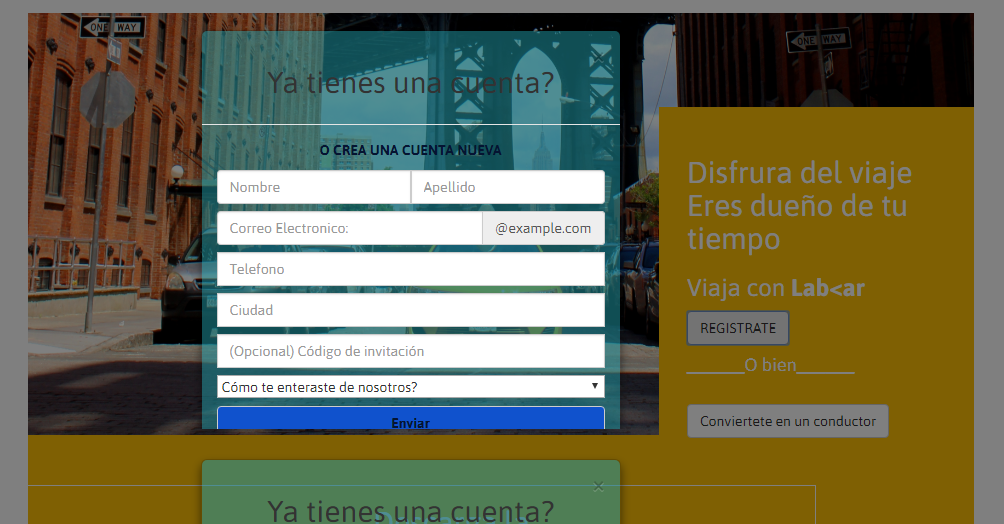 ONE WAY
ONE WAY
×
Ya tienes una cuenta?
O CREA UNA CUENTA NUEVA
Nombre
Apellido
Correo Electronico:
@example.com
Telefono
Ciudad
(Opcional) Código de invitación
Cómo te enteraste de nosotros?
Enviar
Disfrura del viaje
Eres dueño de tu
tiempo
Viaja con Lab<ar
REGISTRATE
______O bien______
Conviertete en un conductor
×
Ya tienes una cuenta?